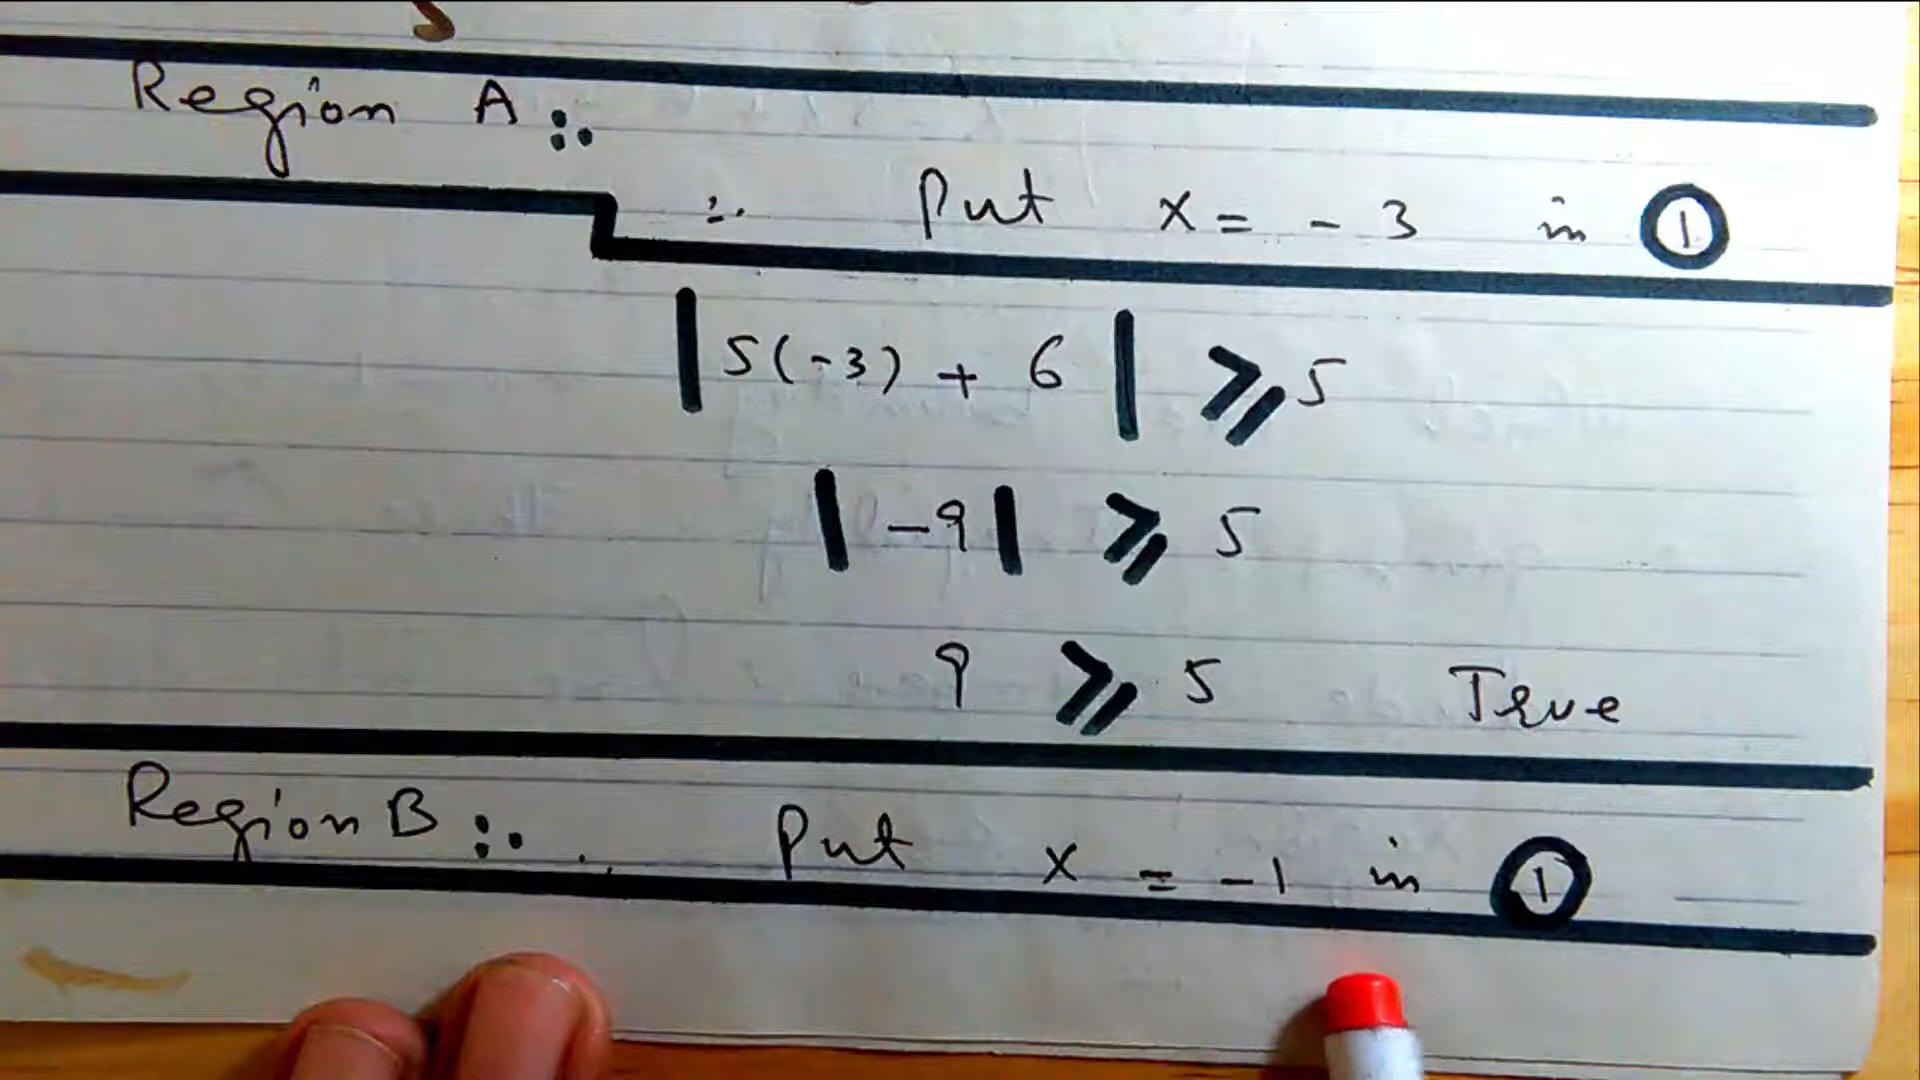 Region A :.
∴ Put x = - 3 in ①
|5(-3) + 6| ⩾ 5
|-9| ⩾ 5
9 ⩾ 5 True
Region B :. Put x = -1 in ①